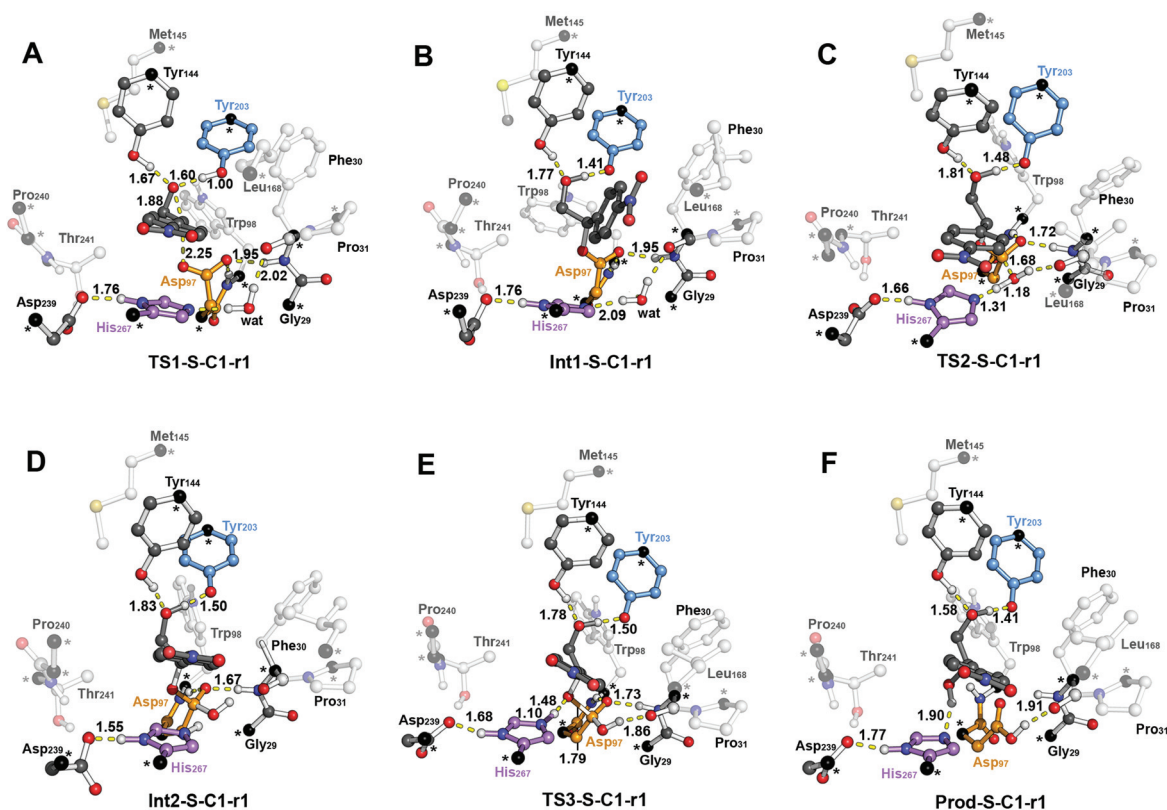 A
Met145
*
Tyr144
*
Tyr203
*
1.67
1.60
1.00
Phe30
1.88
Leu168
*
Pro240
*
Trp98
Thr241
2.25
1.95
Pro31
Asp97
*
2.02
1.76
Asp239
*
His267
*
wat
Gly29
*
TS1-S-C1-r1
B
Met145
*
Tyr144
*
Tyr203
*
1.41
1.77
Phe30
Pro240
*
Trp98
Leu168
*
Thr241
1.95
Asp97
*
Pro31
Asp239
*
1.76
2.09
wat
His267
*
Gly29
*
Int1-S-C1-r1
C
Met145
*
Tyr144
*
Tyr203
*
1.48
1.81
Trp98
Phe30
Pro240
*
Thr241
1.72
Asp97
1.68
1.18
1.31
Gly29
*
Leu168
Pro31
Asp239
*
1.66
His267
*
TS2-S-C1-r1
D
Met145
*
Tyr144
*
Tyr203
*
1.83
1.50
Pro240
*
Trp98
Phe30
*
Thr241
1.67
Asp97
Pro31
1.55
Asp239
*
His267
Gly29
*
Int2-S-C1-r1
E
Met145
*
Tyr144
*
Tyr203
*
1.78
1.50
Phe30
Pro240
*
Trp98
Leu168
Thr241
1.48
1.10
1.73
1.86
Asp239
*
1.68
Asp97
Pro31
His267
*
1.79
Gly29
*
TS3-S-C1-r1
F
Met145
*
Tyr144
*
Tyr203
*
1.58
1.41
Phe30
Pro240
*
Trp98
Leu168
Thr241
1.90
1.91
Asp239
*
1.77
Asp97
*
Pro31
His267
*
Gly29
*
Prod-S-C1-r1